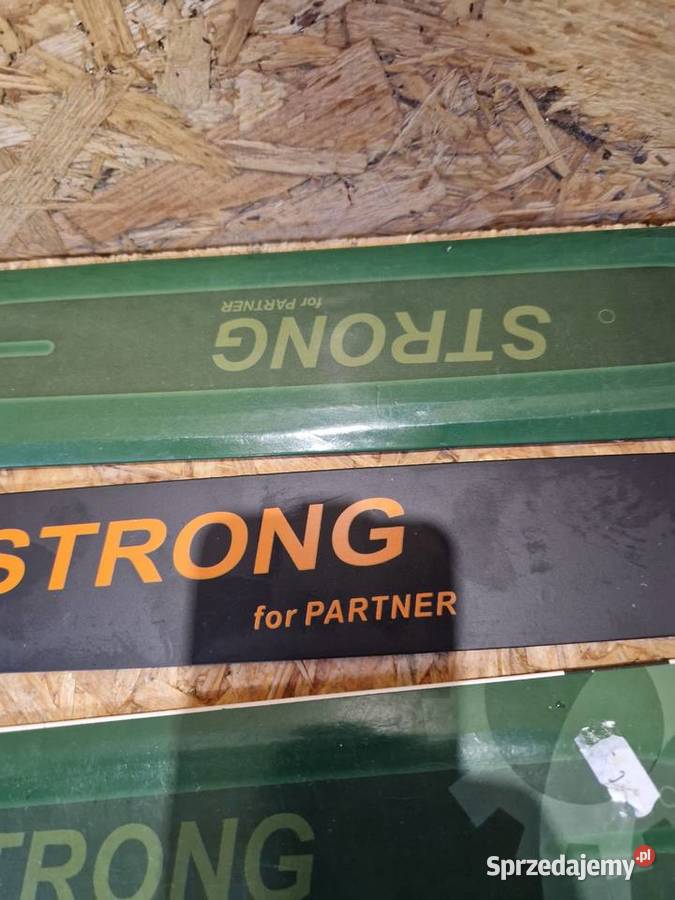 for PARTNER
STRONG
STRONG
for PARTNER
TRONG
Sprzedajemy.pl